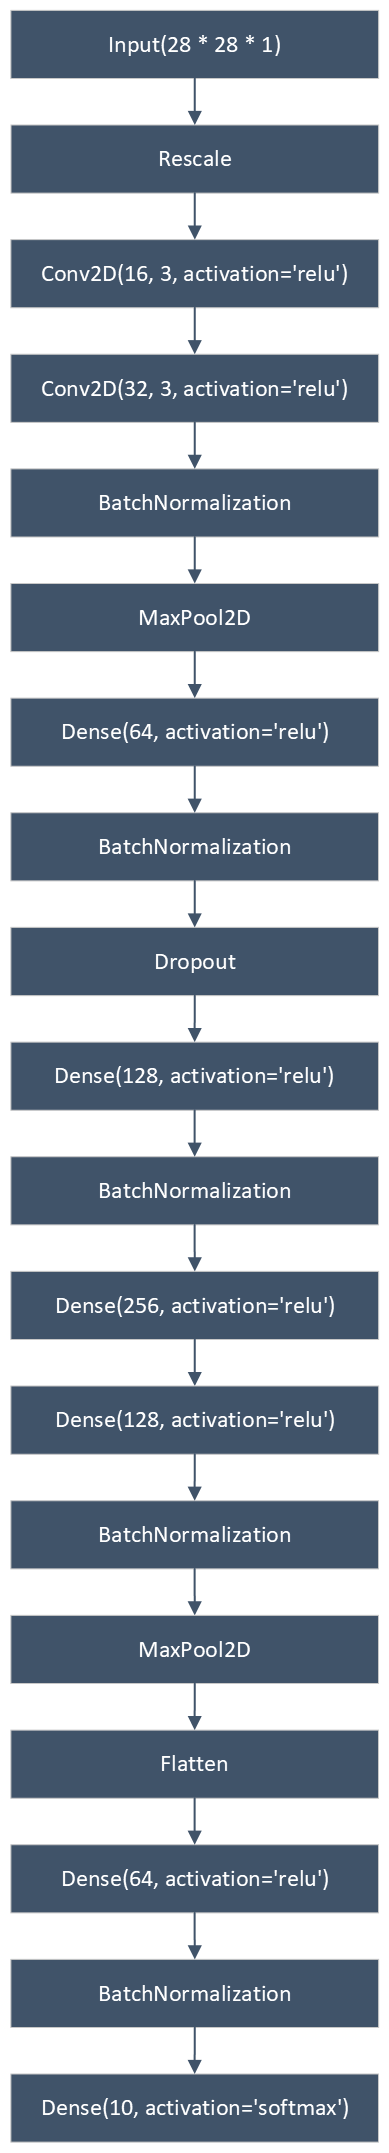 Input(28 * 28 * 1)
Rescale
Conv2D(16, 3, activation='relu')
Conv2D(32, 3, activation='relu')
BatchNormalization
MaxPool2D
Dense(64, activation='relu')
BatchNormalization
Dropout
Dense(128, activation='relu')
BatchNormalization
Dense(256, activation='relu')
Dense(128, activation='relu')
BatchNormalization
MaxPool2D
Flatten
Dense(64, activation='relu')
BatchNormalization
Dense(10, activation='softmax')